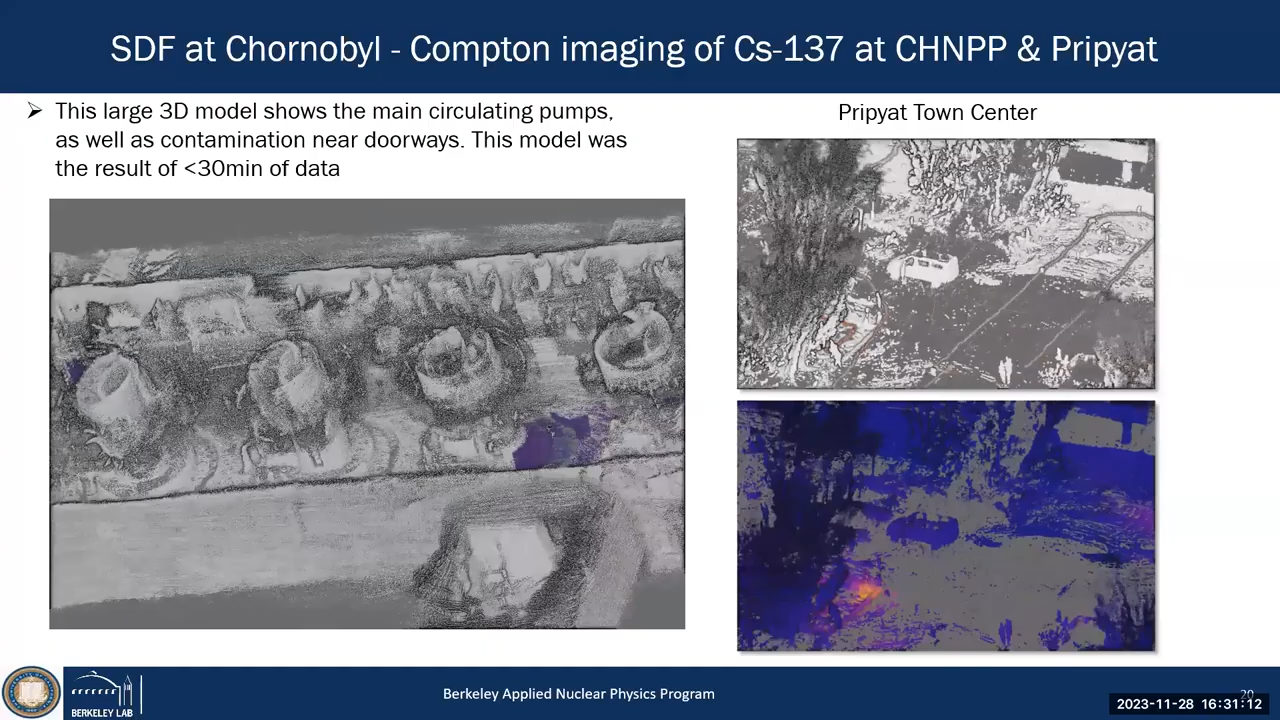 SDF at Chornobyl - Compton imaging of Cs-137 at CHNPP & Pripyat
➢ This large 3D model shows the main circulating pumps,
as well as contamination near doorways. This model was
the result of <30min of data
Pripyat Town Center
BERKELEY LAB
Berkeley Applied Nuclear Physics Program
20
2023-11-28 16:31:12